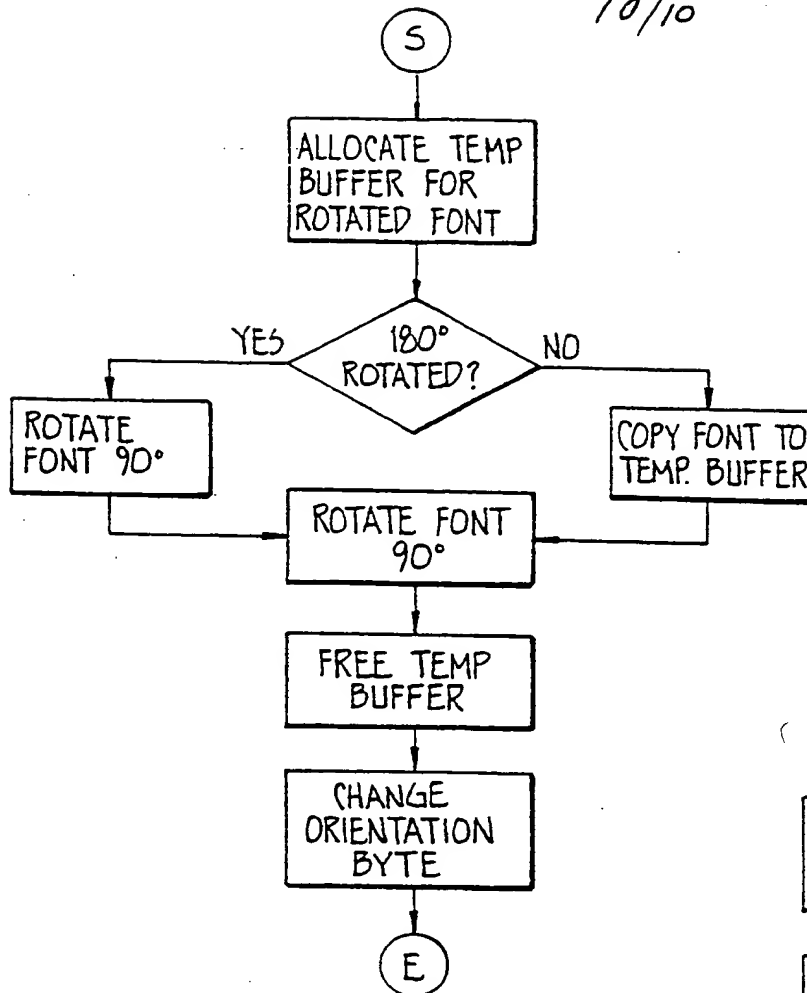 10/10
S
ALLOCATE TEMP
BUFFER FOR
ROTATED FONT
180°
ROTATED?
YES
NO
ROTATE
FONT 90°
COPY FONT TO
TEMP. BUFFER
ROTATE FONT
90°
FREE TEMP
BUFFER
CHANGE
ORIENTATION
BYTE
E